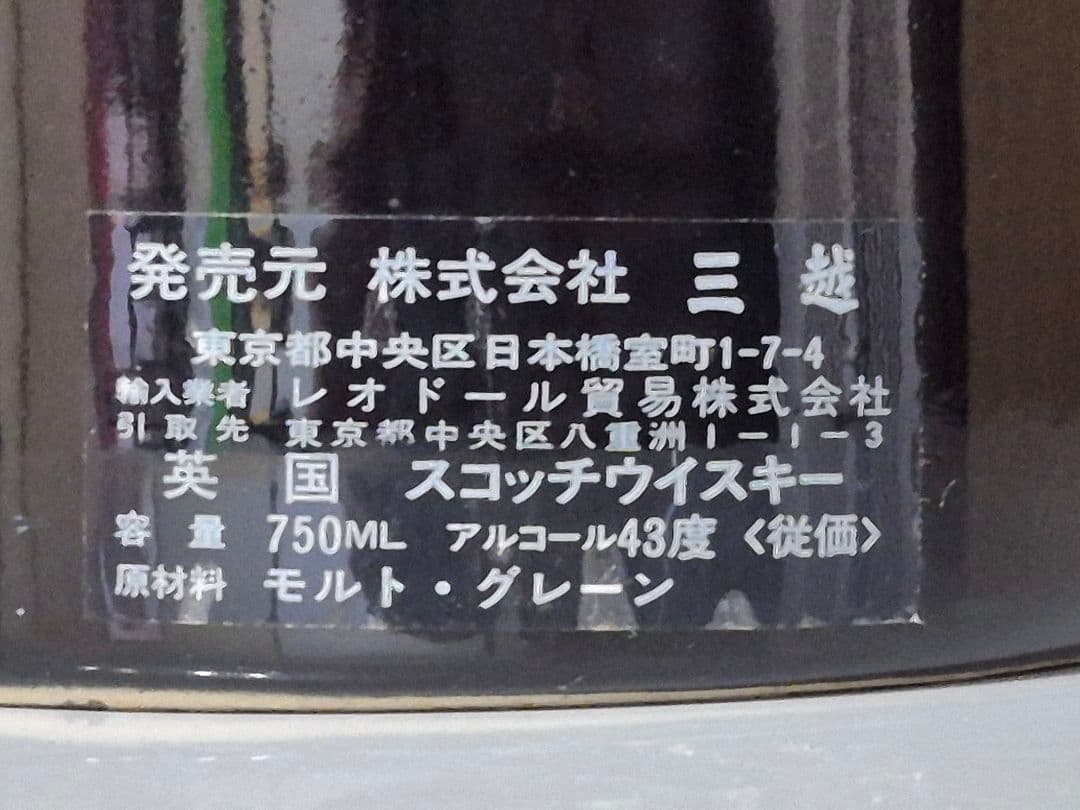 発売元 株式会社 三越
東京都中央区日本橋室町1-7-4
輸入業者 レオドール貿易株式会社
引取先 東京都中央区八重洲1-1-3
英国 スコッチウイスキー
容量 750ML アルコール43度 〈従価〉
原材料 モルト・グレーン